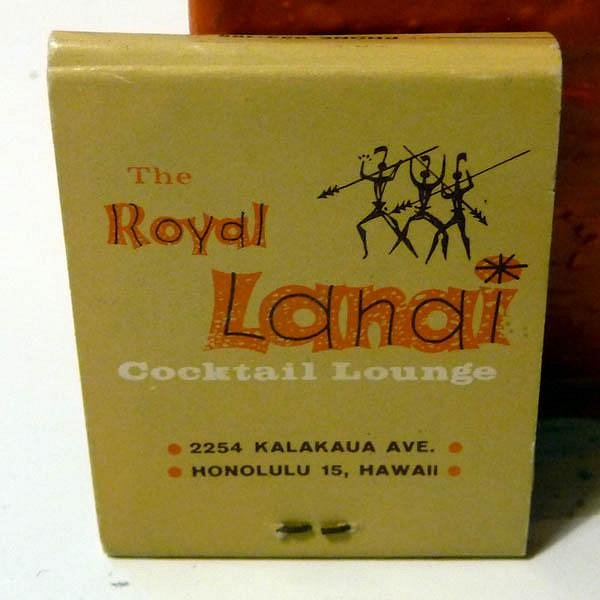 The
Royal
Lanai
Cocktail Lounge
2254 KALAKAUA AVE.
HONOLULU 15, HAWAII